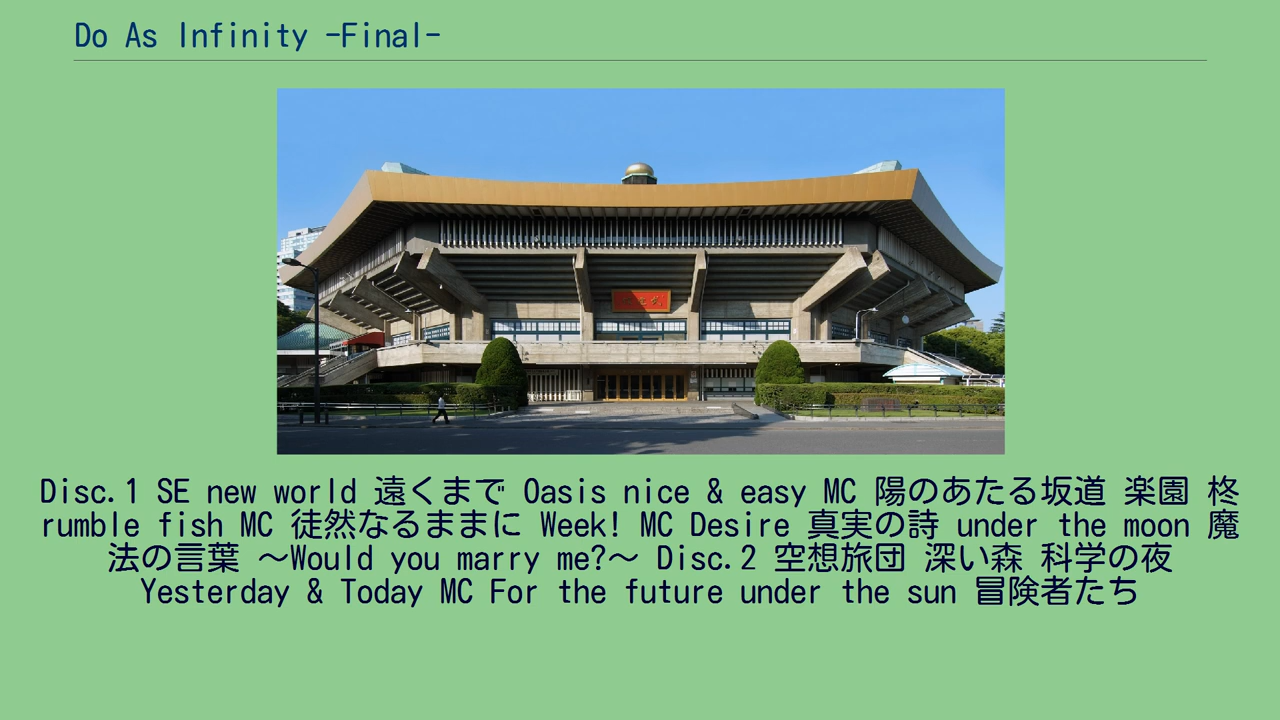 Do As Infinity -Final-
Disc.1 SE new world 遠くまで Oasis nice & easy MC 陽のあたる坂道 楽園 柊
rumble fish MC 徒然なるままに Week! MC Desire 真実の詩 under the moon 魔
法の言葉 〜Would you marry me?〜 Disc.2 空想旅団 深い森 科学の夜
Yesterday & Today MC For the future under the sun 冒険者たち